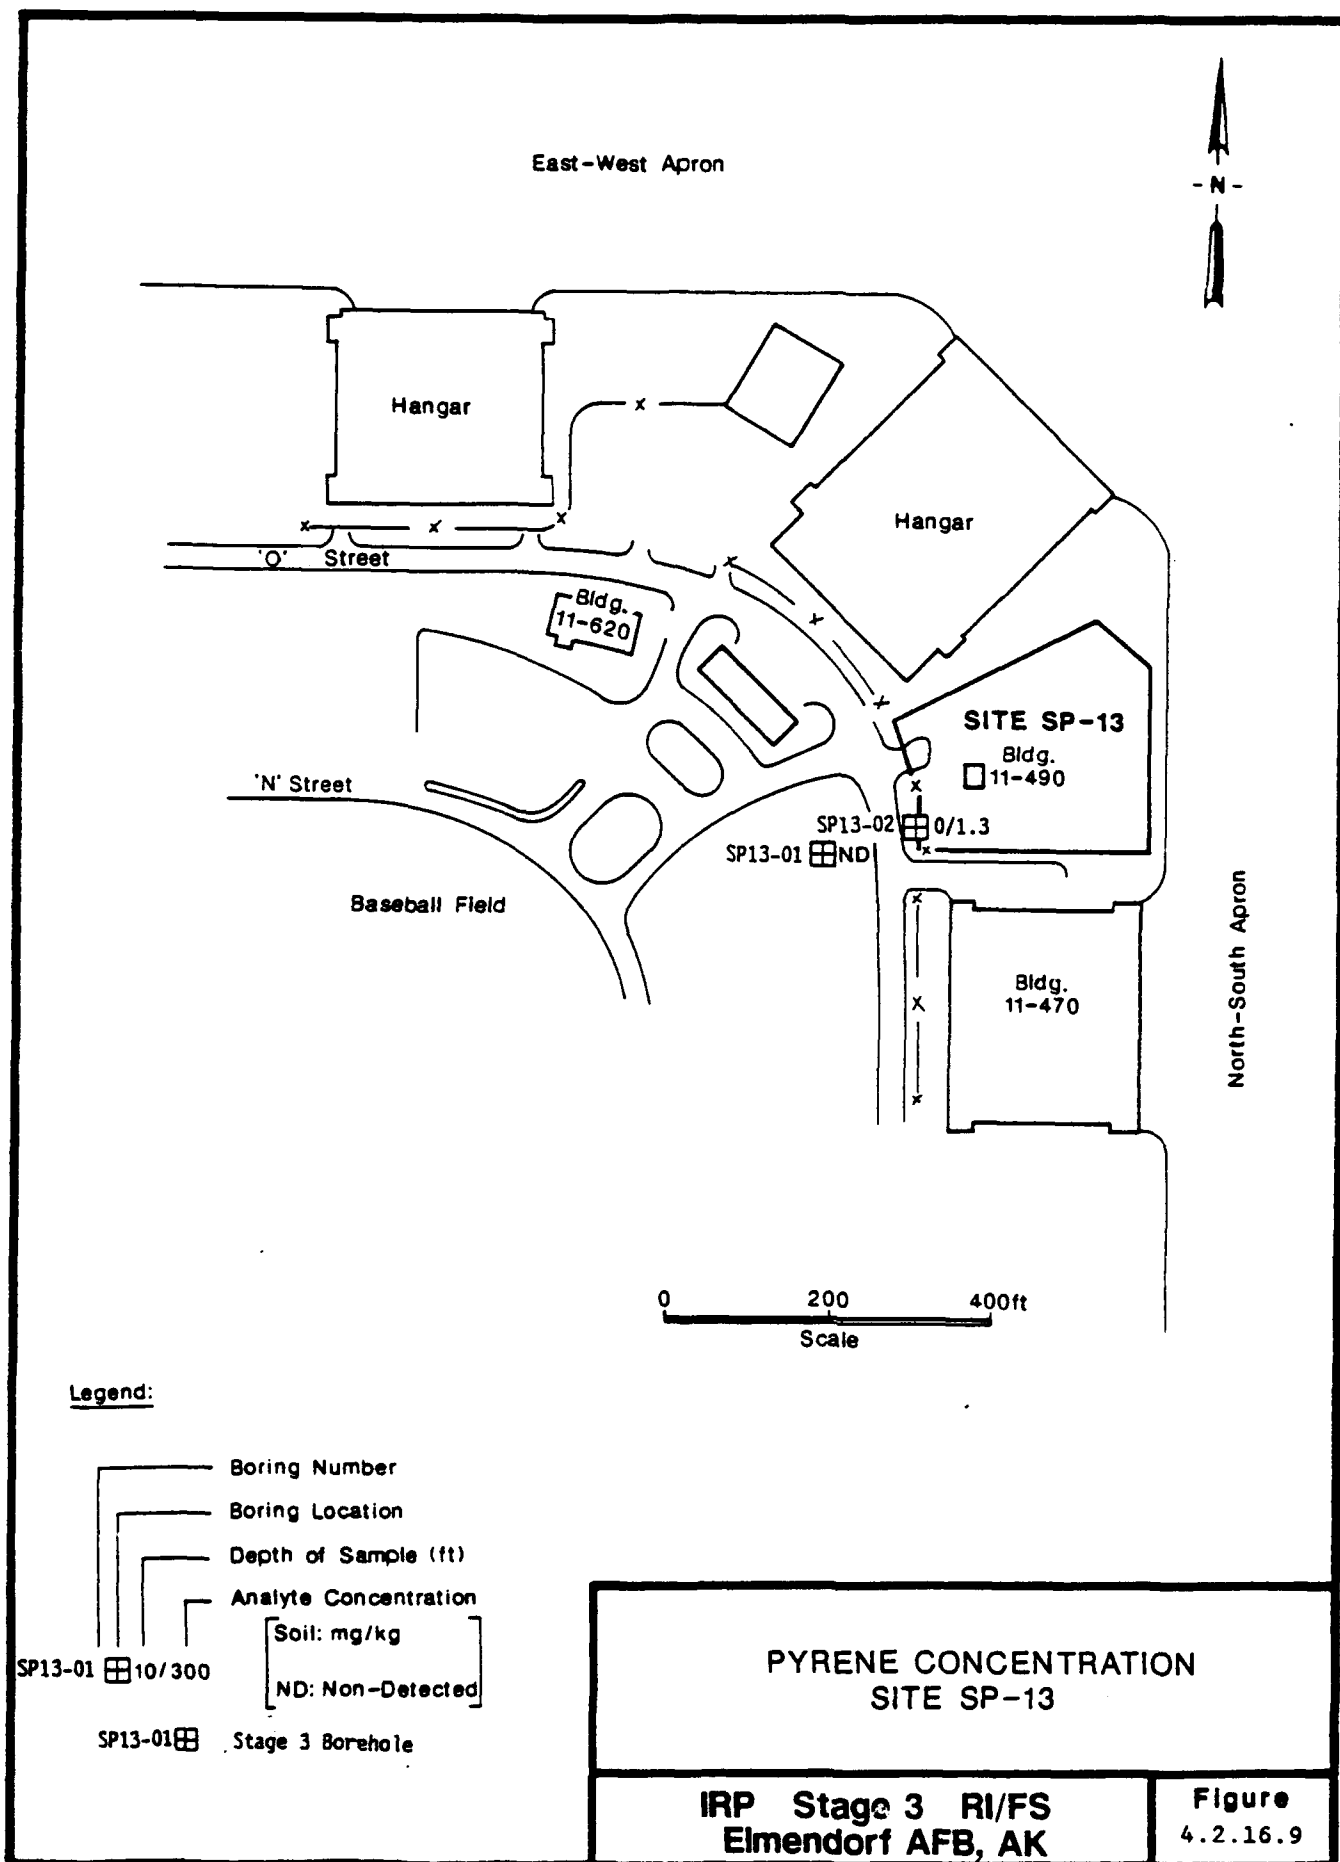 East-West Apron
- N -
Hangar
Hangar
'O' Street
Bldg.
11-620
SITE SP-13
Bldg.
11-490
'N' Street
SP13-02 0/1.3
SP13-01 ND
Baseball Field
Bldg.
11-470
North-South Apron
0 200 400ft
Scale
Legend:
Boring Number
Boring Location
Depth of Sample (ft)
Analyte Concentration
Soil: mg/kg
SP13-01 10/300
ND: Non-Detected
SP13-01 Stage 3 Borehole
PYRENE CONCENTRATION
SITE SP-13
IRP Stage 3 RI/FS
Elmendorf AFB, AK
Figure
4.2.16.9